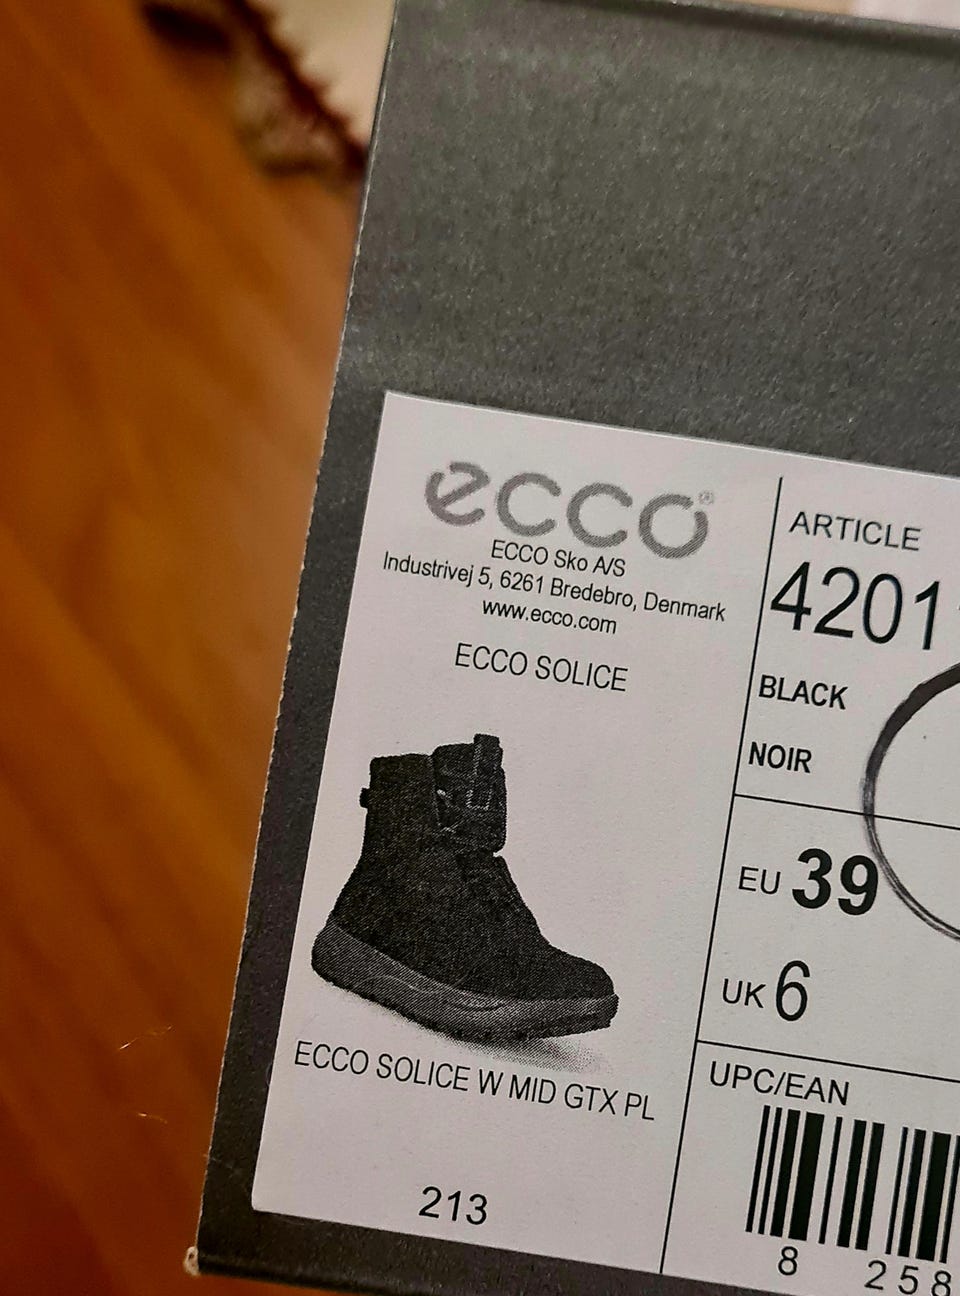 ecco®
ECCO Sko A/S
Industrivej 5, 6261 Bredebro, Denmark
www.ecco.com
ECCO SOLICE
ECCO SOLICE W MID GTX PL
213
ARTICLE
4201
BLACK
NOIR
EU 39
UK 6
UPC/EAN
8 258